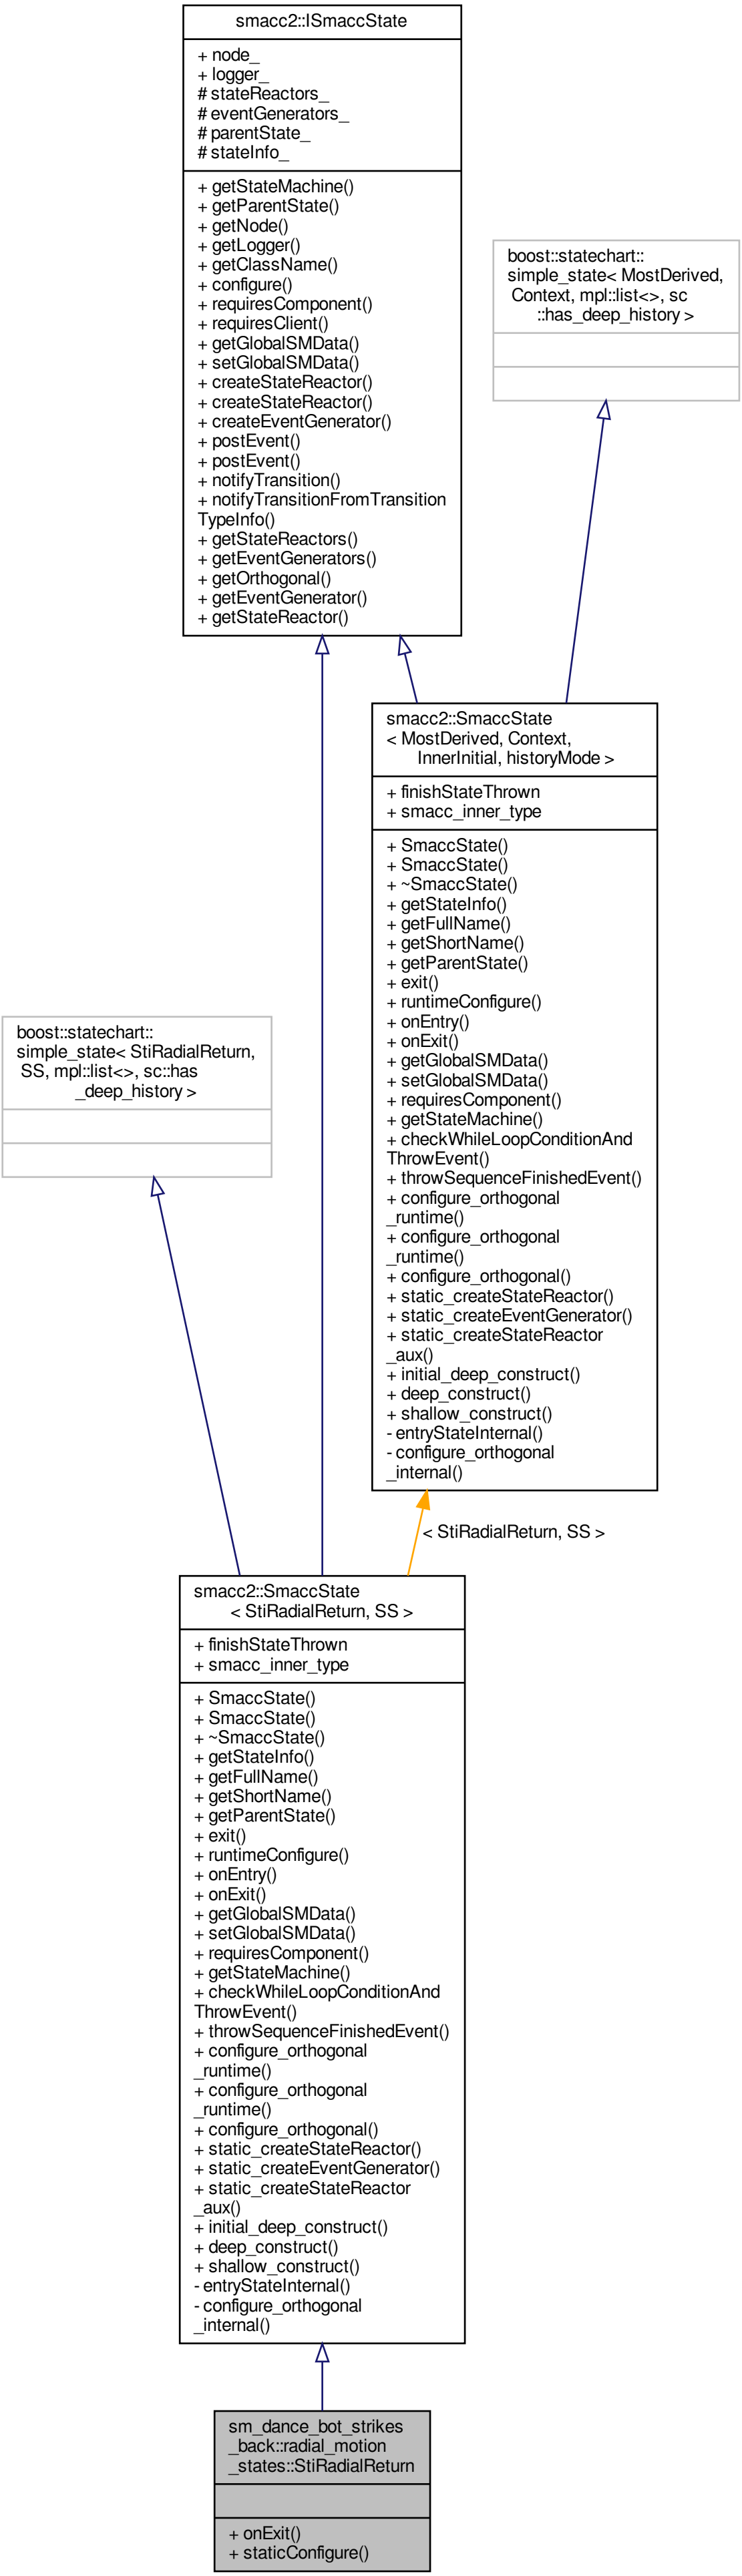 smacc2::ISmaccState
+ node_
+ logger_
# stateReactors_
# eventGenerators_
# parentState_
# stateInfo_
+ getStateMachine()
+ getParentState()
+ getNode()
+ getLogger()
+ getClassName()
+ configure()
+ requiresComponent()
+ requiresClient()
+ getGlobalSMData()
+ setGlobalSMData()
+ createStateReactor()
+ createStateReactor()
+ createEventGenerator()
+ postEvent()
+ postEvent()
+ notifyTransition()
+ notifyTransitionFromTransition
TypeInfo()
+ getStateReactors()
+ getEventGenerators()
+ getOrthogonal()
+ getEventGenerator()
+ getStateReactor()
boost::statechart::
simple_state< MostDerived,
Context, mpl::list<>, sc
::has_deep_history >
smacc2::SmaccState
< MostDerived, Context,
InnerInitial, historyMode >
+ finishStateThrown
+ smacc_inner_type
+ SmaccState()
+ SmaccState()
+ ~SmaccState()
+ getStateInfo()
+ getFullName()
+ getShortName()
+ getParentState()
+ exit()
+ runtimeConfigure()
+ onEntry()
+ onExit()
+ getGlobalSMData()
+ setGlobalSMData()
+ requiresComponent()
+ getStateMachine()
+ checkWhileLoopConditionAnd
ThrowEvent()
+ throwSequenceFinishedEvent()
+ configure_orthogonal
_runtime()
+ configure_orthogonal
_runtime()
+ configure_orthogonal()
+ static_createStateReactor()
+ static_createEventGenerator()
+ static_createStateReactor
_aux()
+ initial_deep_construct()
+ deep_construct()
+ shallow_construct()
- entryStateInternal()
- configure_orthogonal
_internal()
boost::statechart::
simple_state< StiRadialReturn,
SS, mpl::list<>, sc::has
_deep_history >
< StiRadialReturn, SS >
smacc2::SmaccState
< StiRadialReturn, SS >
+ finishStateThrown
+ smacc_inner_type
+ SmaccState()
+ SmaccState()
+ ~SmaccState()
+ getStateInfo()
+ getFullName()
+ getShortName()
+ getParentState()
+ exit()
+ runtimeConfigure()
+ onEntry()
+ onExit()
+ getGlobalSMData()
+ setGlobalSMData()
+ requiresComponent()
+ getStateMachine()
+ checkWhileLoopConditionAnd
ThrowEvent()
+ throwSequenceFinishedEvent()
+ configure_orthogonal
_runtime()
+ configure_orthogonal
_runtime()
+ configure_orthogonal()
+ static_createStateReactor()
+ static_createEventGenerator()
+ static_createStateReactor
_aux()
+ initial_deep_construct()
+ deep_construct()
+ shallow_construct()
- entryStateInternal()
- configure_orthogonal
_internal()
sm_dance_bot_strikes
_back::radial_motion
_states::StiRadialReturn
+ onExit()
+ staticConfigure()